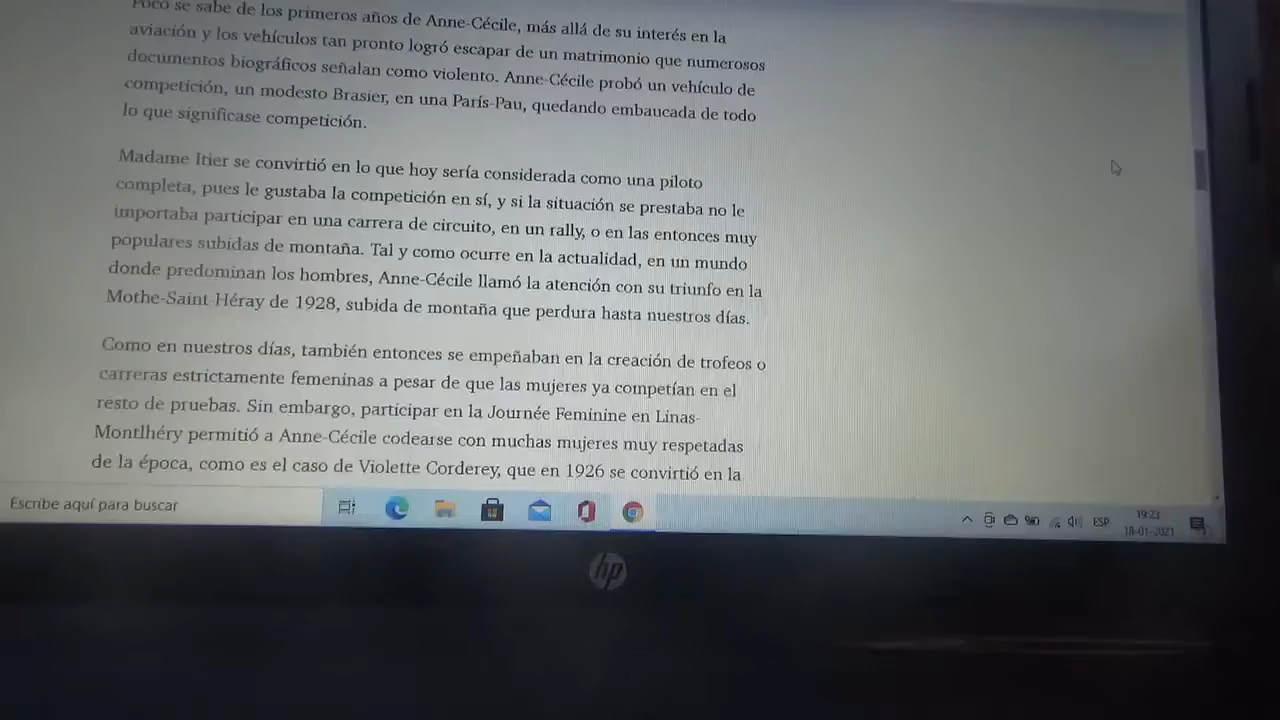 Poco se sabe de los primeros años de Anne-Cécile, más allá de su interés en la
aviación y los vehículos tan pronto logró escapar de un matrimonio que numerosos
documentos biográficos señalan como violento. Anne-Cécile probó un vehículo de
competición, un modesto Brasier, en una París-Pau, quedando embaucada de todo
lo que significase competición.
Madame Itier se convirtió en lo que hoy sería considerada como una piloto
completa, pues le gustaba la competición en sí, y si la situación se prestaba no le
importaba participar en una carrera de circuito, en un rally, o en las entonces muy
populares subidas de montaña. Tal y como ocurre en la actualidad, en un mundo
donde predominan los hombres, Anne-Cécile llamó la atención con su triunfo en la
Mothe-Saint-Héray de 1928, subida de montaña que perdura hasta nuestros días.
Como en nuestros días, también entonces se empeñaban en la creación de trofeos o
carreras estrictamente femeninas a pesar de que las mujeres ya competían en el
resto de pruebas. Sin embargo, participar en la Journée Feminine en Linas-
Montlhéry permitió a Anne-Cécile codearse con muchas mujeres muy respetadas
de la época, como es el caso de Violette Corderey, que en 1926 se convirtió en la
Escribe aquí para buscar
ESP
19:23
18-01-2021
hp